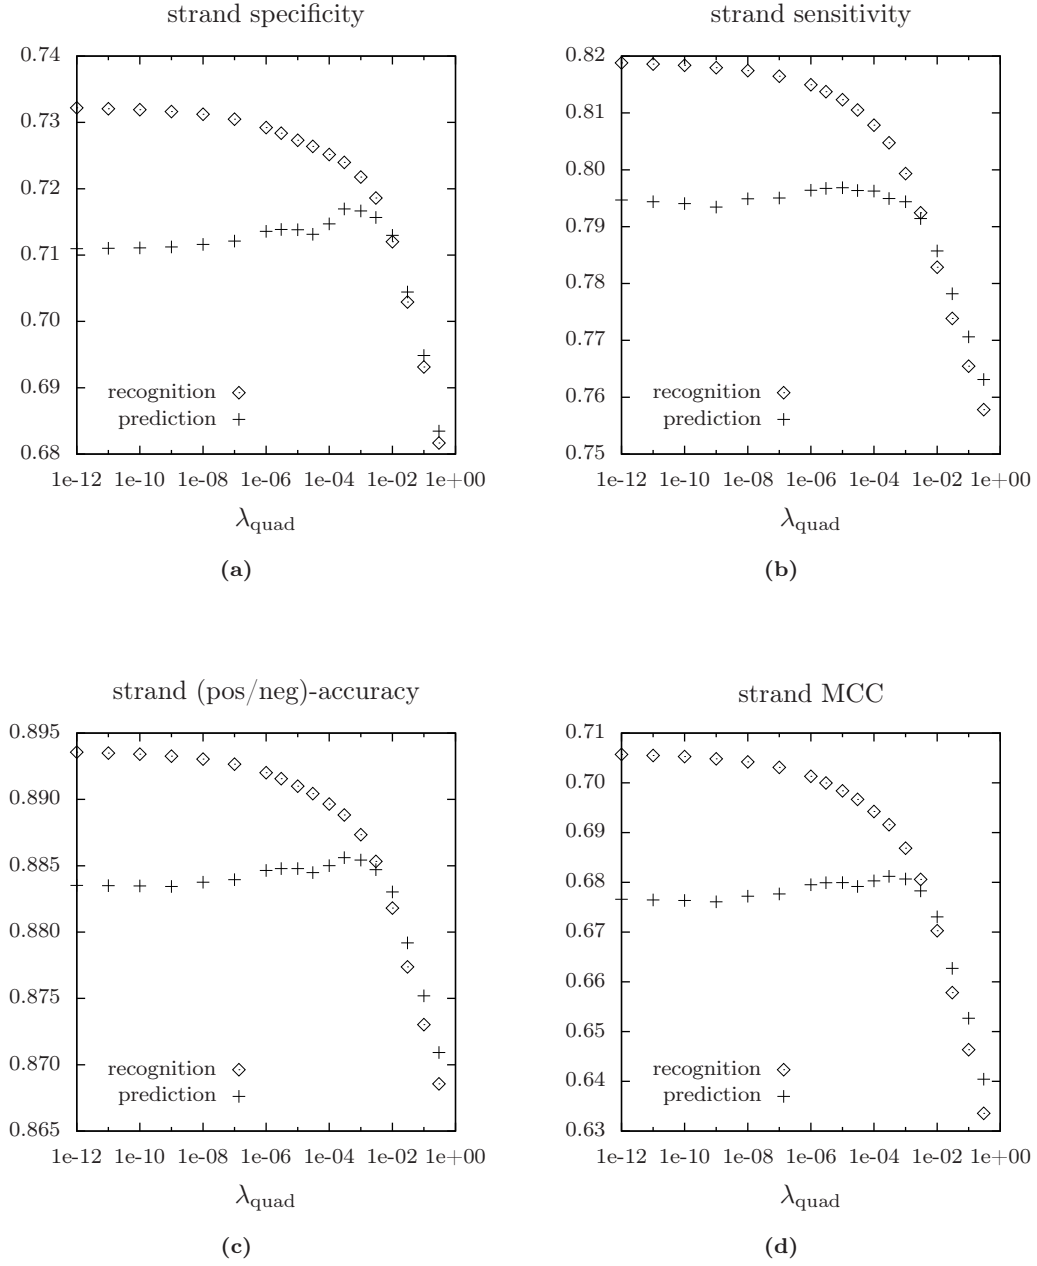 strand specificity
0.74
0.73
0.72
0.71
0.70
0.69
0.68
recognition
prediction
1e-12 1e-10 1e-08 1e-06 1e-04 1e-02 1e+00
λquad
(a)
strand sensitivity
0.82
0.81
0.80
0.79
0.78
0.77
0.76
0.75
recognition
prediction
1e-12 1e-10 1e-08 1e-06 1e-04 1e-02 1e+00
λquad
(b)
strand (pos/neg)-accuracy
0.895
0.890
0.885
0.880
0.875
0.870
0.865
recognition
prediction
1e-12 1e-10 1e-08 1e-06 1e-04 1e-02 1e+00
λquad
(c)
strand MCC
0.71
0.70
0.69
0.68
0.67
0.66
0.65
0.64
0.63
recognition
prediction
1e-12 1e-10 1e-08 1e-06 1e-04 1e-02 1e+00
λquad
(d)